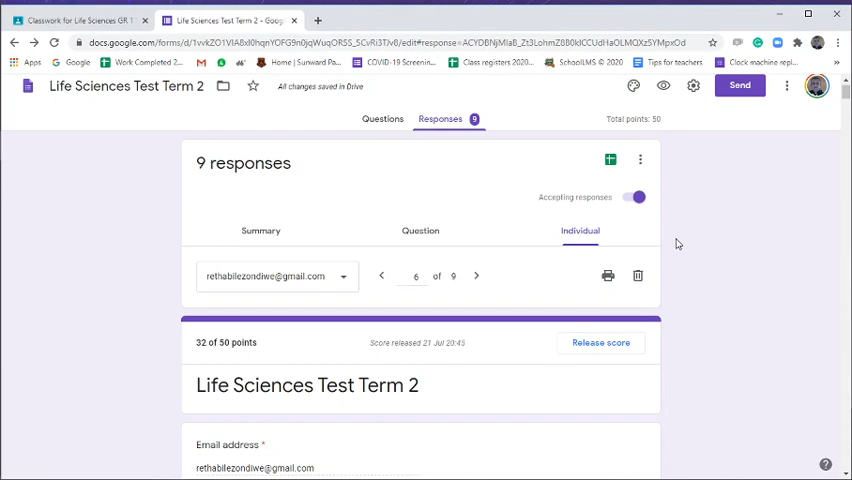 Classwork for Life Sciences GR 1
Life Sciences Test Term 2 - Goog
docs.google.com/forms/d/1vvkZO1VIA8xl0hqnYOFG9n0jqWuqORSS_5CvRi3TJv8/edit#response=ACYDBNjMlaB_Zt3LohmZ8B0kICCUdHaOLMQXz5YMpxOd
Apps
Google
Work Completed 2...
Home | Sunward Pa...
COVID-19 Screenin...
Class registers 2020...
SchoolLMS © 2020
Tips for teachers
Clock machine repl...
Life Sciences Test Term 2
All changes saved in Drive
Send
Questions
Responses 9
Total points: 50
9 responses
Accepting responses
Summary
Question
Individual
rethabilezondiwe@gmail.com
6 of 9
32 of 50 points
Score released 21 Jul 20:45
Release score
Life Sciences Test Term 2
Email address *
rethabilezondiwe@gmail.com